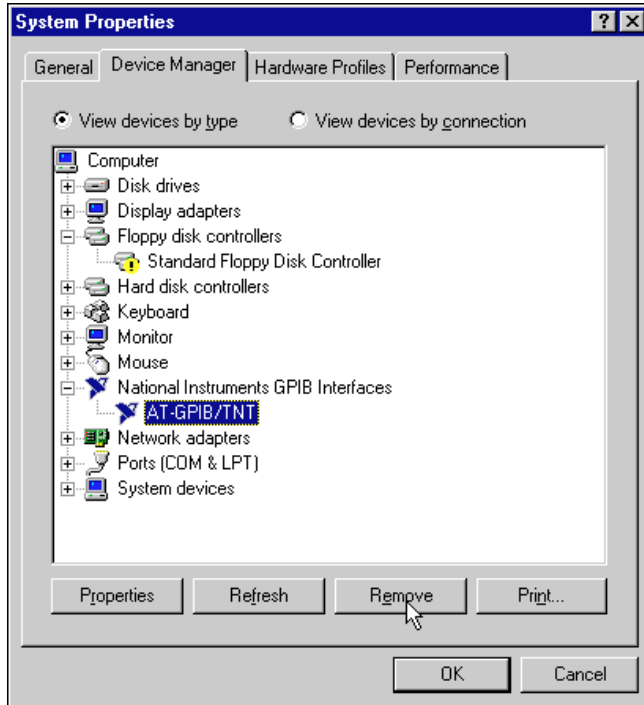 System Properties
General Device Manager Hardware Profiles Performance
View devices by type View devices by connection
Computer
Disk drives
Display adapters
Floppy disk controllers
Standard Floppy Disk Controller
Hard disk controllers
Keyboard
Monitor
Mouse
National Instruments GPIB Interfaces
AT-GPIB/TNT
Network adapters
Ports (COM & LPT)
System devices
Properties Refresh Remove Print...
OK Cancel